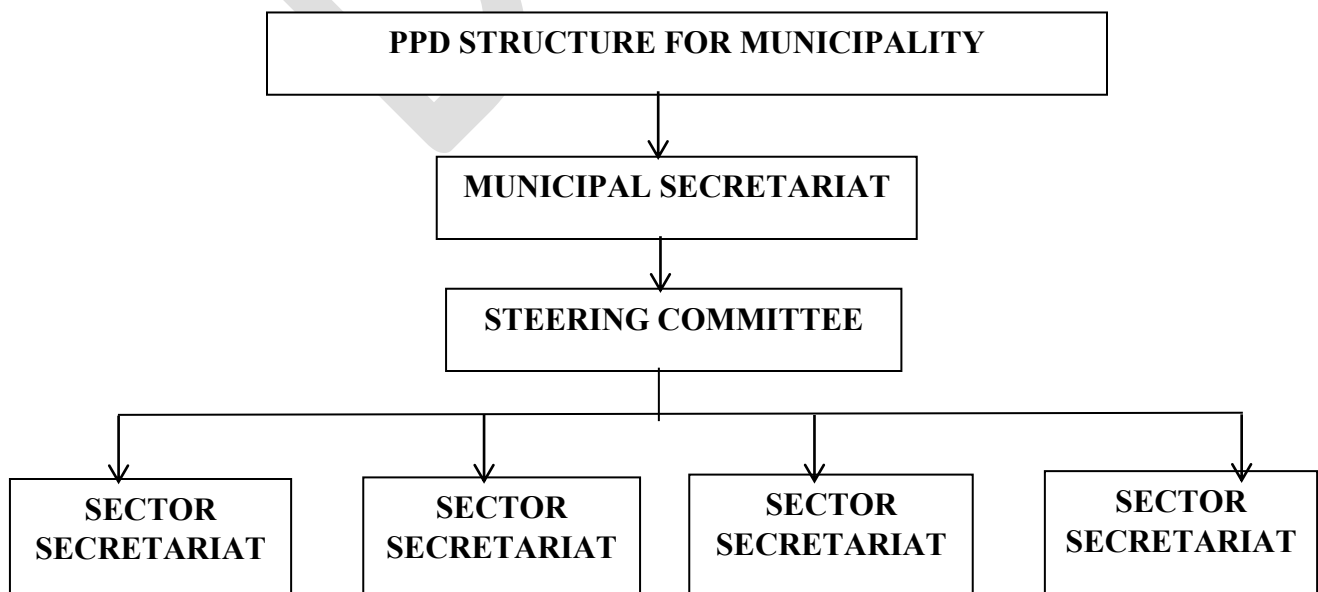 PPD STRUCTURE FOR MUNICIPALITY
MUNICIPAL SECRETARIAT
STEERING COMMITTEE
SECTOR
SECRETARIAT
SECTOR
SECRETARIAT
SECTOR
SECRETARIAT
SECTOR
SECRETARIAT